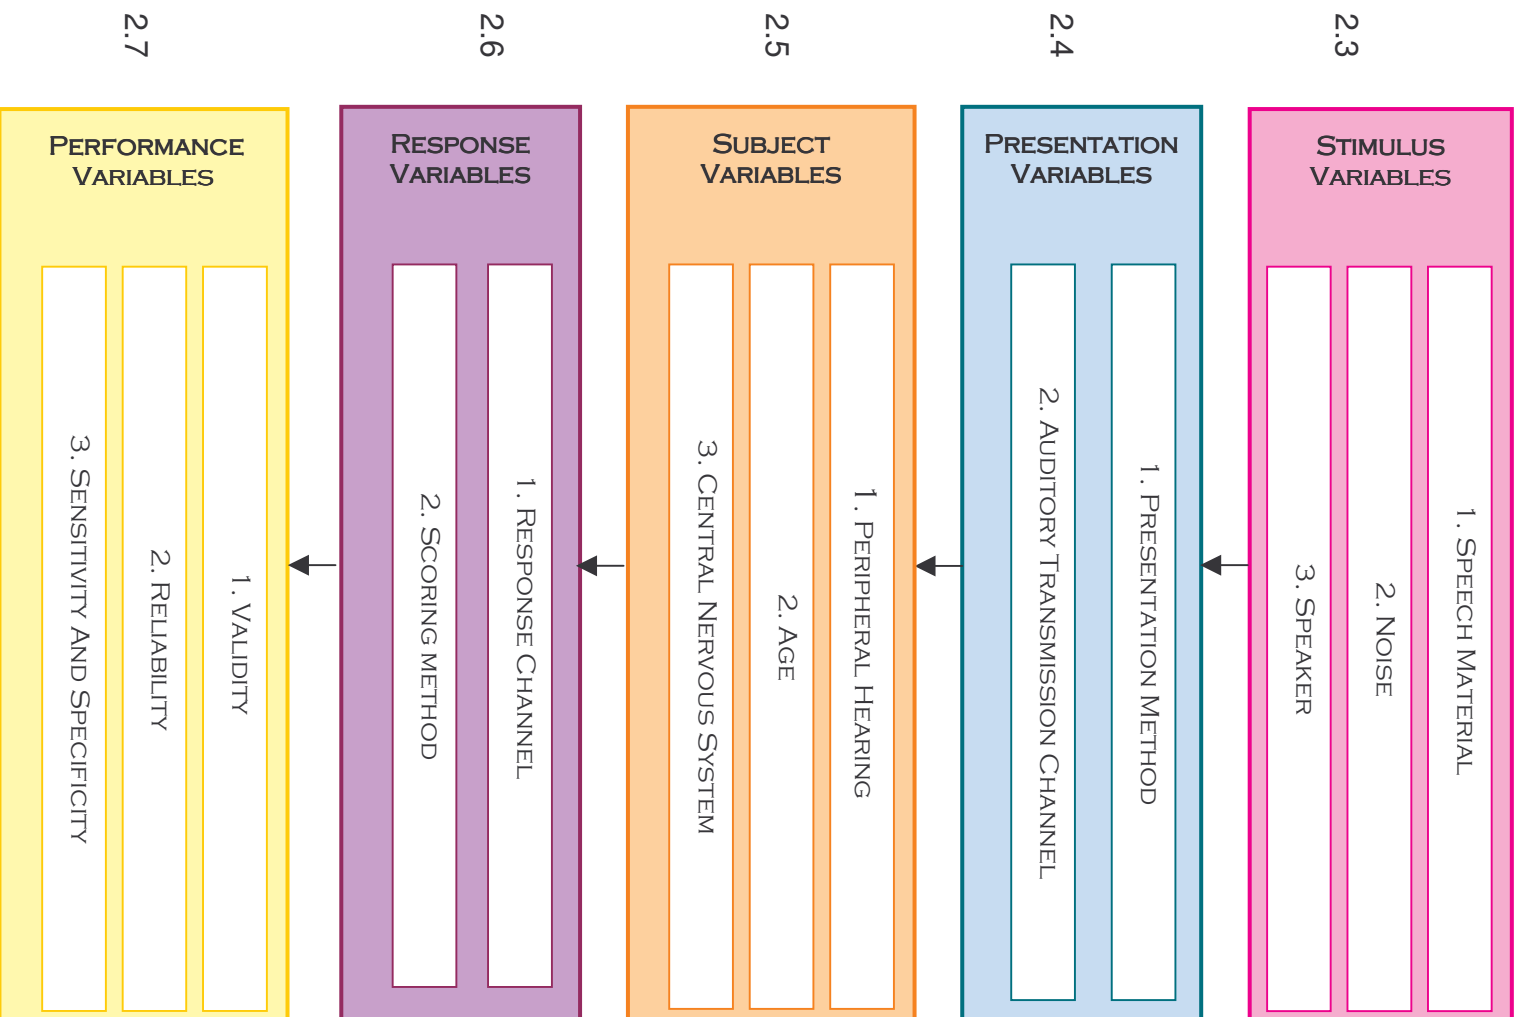 2.3
STIMULUS
VARIABLES
1. SPEECH MATERIAL
2. NOISE
3. SPEAKER
2.4
PRESENTATION
VARIABLES
1. PRESENTATION METHOD
2. AUDITORY TRANSMISSION CHANNEL
2.5
SUBJECT
VARIABLES
1. PERIPHERAL HEARING
2. AGE
3. CENTRAL NERVOUS SYSTEM
2.6
RESPONSE
VARIABLES
1. RESPONSE CHANNEL
2. SCORING METHOD
2.7
PERFORMANCE
VARIABLES
1. VALIDITY
2. RELIABILITY
3. SENSITIVITY AND SPECIFICITY